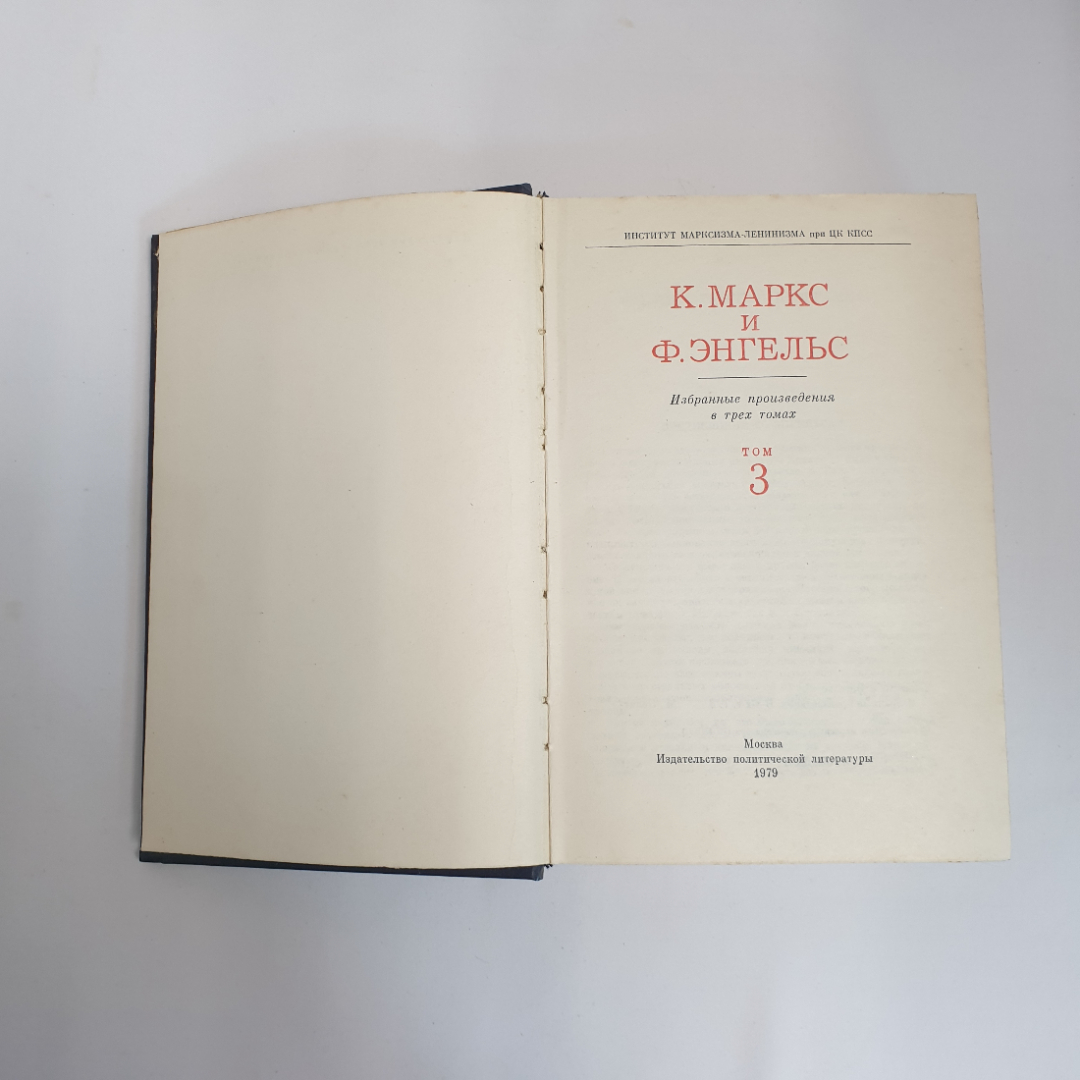 ИНСТИТУТ МАРКСИЗМА-ЛЕНИНИЗМА при ЦК КПСС
К. МАРКС
И
Ф. ЭНГЕЛЬС
Избранные произведения
в трех томах
ТОМ
3
Москва
Издательство политической литературы
1979